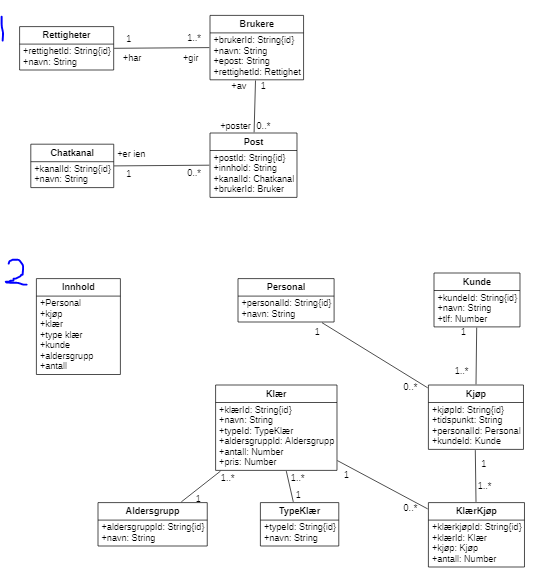 1
Rettigheter
+rettighetId: String{id}
+navn: String
1
+har
1..*
+gir
Brukere
+brukerId: String{id}
+navn: String
+epost: String
+rettighetId: Rettighet
+av
1
+poster
0..*
Chatkanal
+kanalId: String{id}
+navn: String
+er ien
1
0..*
Post
+postId: String{id}
+innhold: String
+kanalId: Chatkanal
+brukerId: Bruker
2
Innhold
+Personal
+kjøp
+klær
+type klær
+kunde
+aldersgrupp
+antall
Personal
+personalId: String{id}
+navn: String
1
0..*
Kunde
+kundeId: String{id}
+navn: String
+tlf: Number
1
1..*
Kjøp
+kjøpId: String{id}
+tidspunkt: String
+personalId: Personal
+kundeId: Kunde
1
1..*
Klær
+klærId: String{id}
+navn: String
+typeId: TypeKlær
+aldersgruppId: Aldersgrupp
+antall: Number
+pris: Number
1..*
1
1..*
1
1
0..*
Aldersgrupp
+aldersgruppId: String{id}
+navn: String
TypeKlær
+typeId: String{id}
+navn: String
KlærKjøp
+klærkjøpId: String{id}
+klærId: Klær
+kjøp: Kjøp
+antall: Number